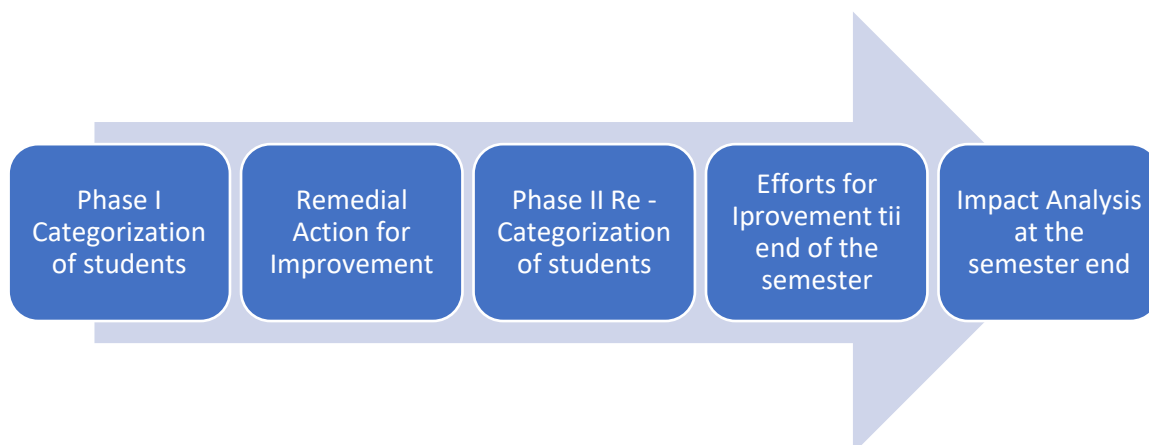 Phase I
Categorization
of students
Remedial
Action for
Improvement
Phase II Re -
Categorization
of students
Efforts for
Iprovement tii
end of the
semester
Impact Analysis
at the
semester end